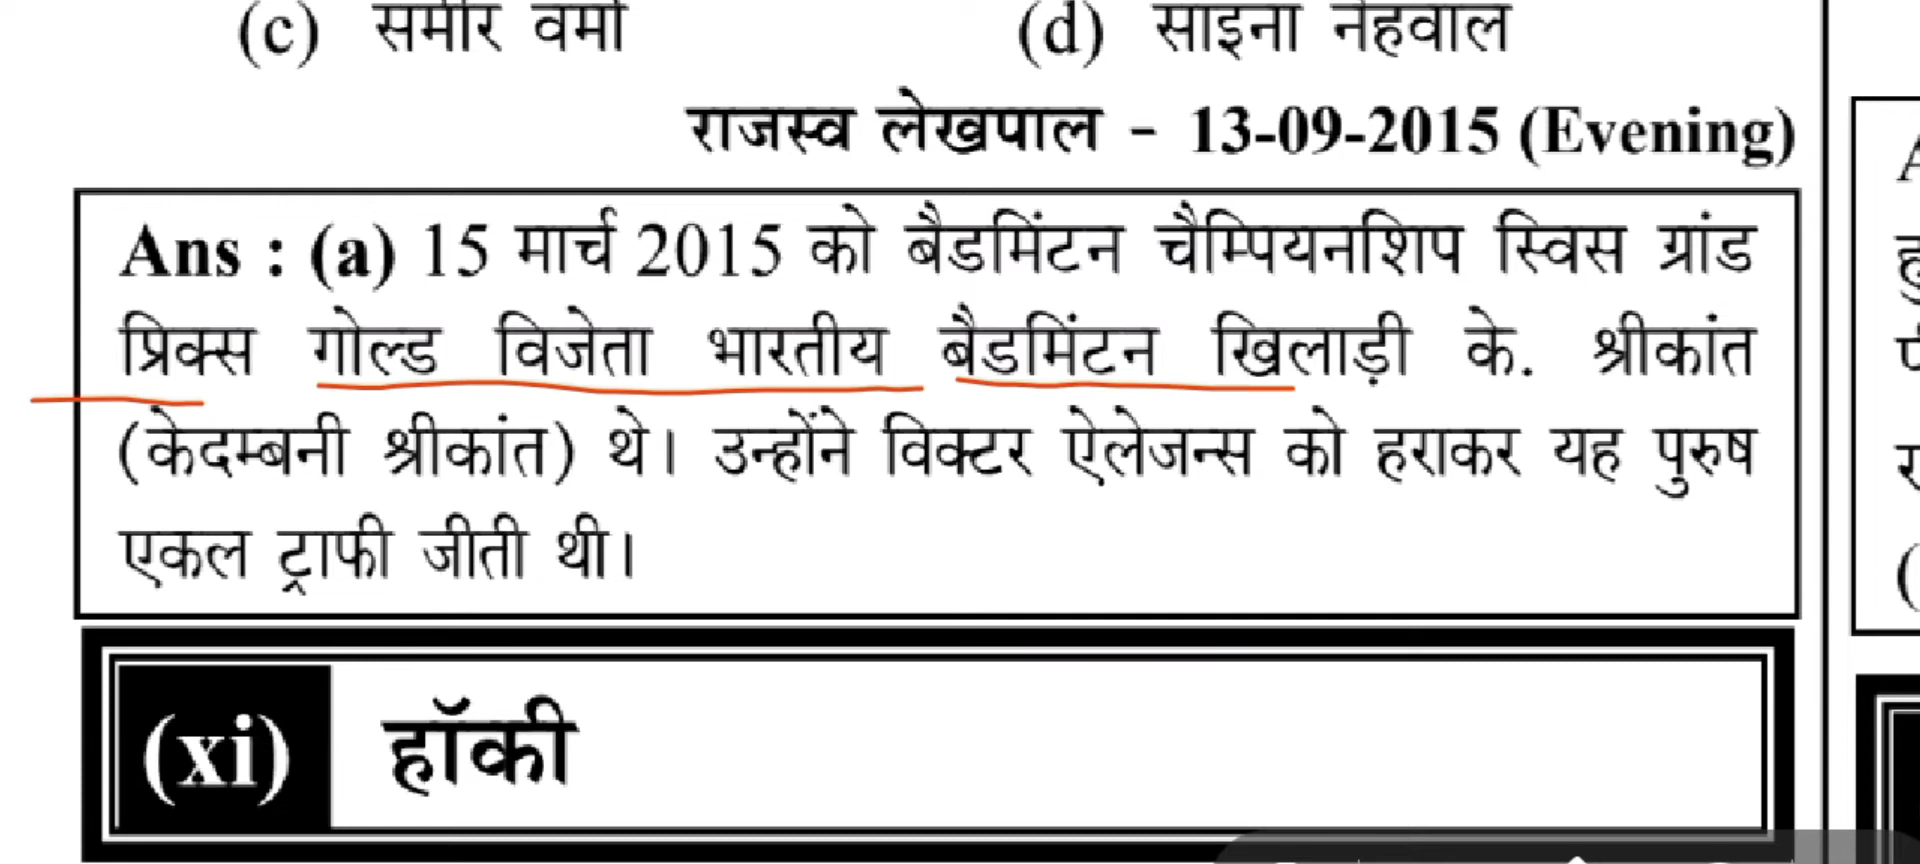 (c) समीर वर्मा (d) साइना नेहवाल
राजस्व लेखपाल - 13-09-2015 (Evening)
Ans : (a) 15 मार्च 2015 को बैडमिंटन चैम्पियनशिप स्विस ग्रांड
प्रिक्स गोल्ड विजेता भारतीय बैडमिंटन खिलाड़ी के. श्रीकांत
(केदम्बनी श्रीकांत) थे। उन्होंने विक्टर ऐलेजन्स को हराकर यह पुरुष
एकल ट्राफी जीती थी।
(xi) हॉकी